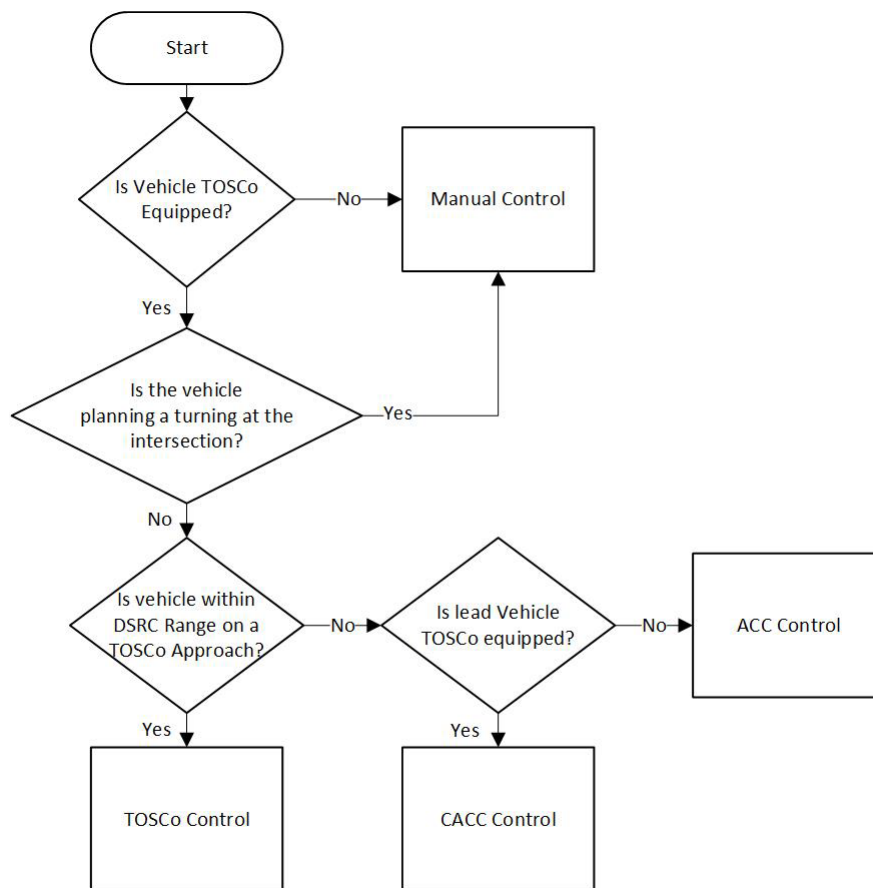 Start
Is Vehicle TOSCo
Equipped?
No
Manual Control
Yes
Is the vehicle
planning a turning at the
intersection?
Yes
No
Is vehicle within
DSRC Range on a
TOSCo Approach?
No
Is lead Vehicle
TOSCo equipped?
No
ACC Control
Yes
Yes
TOSCo Control
CACC Control